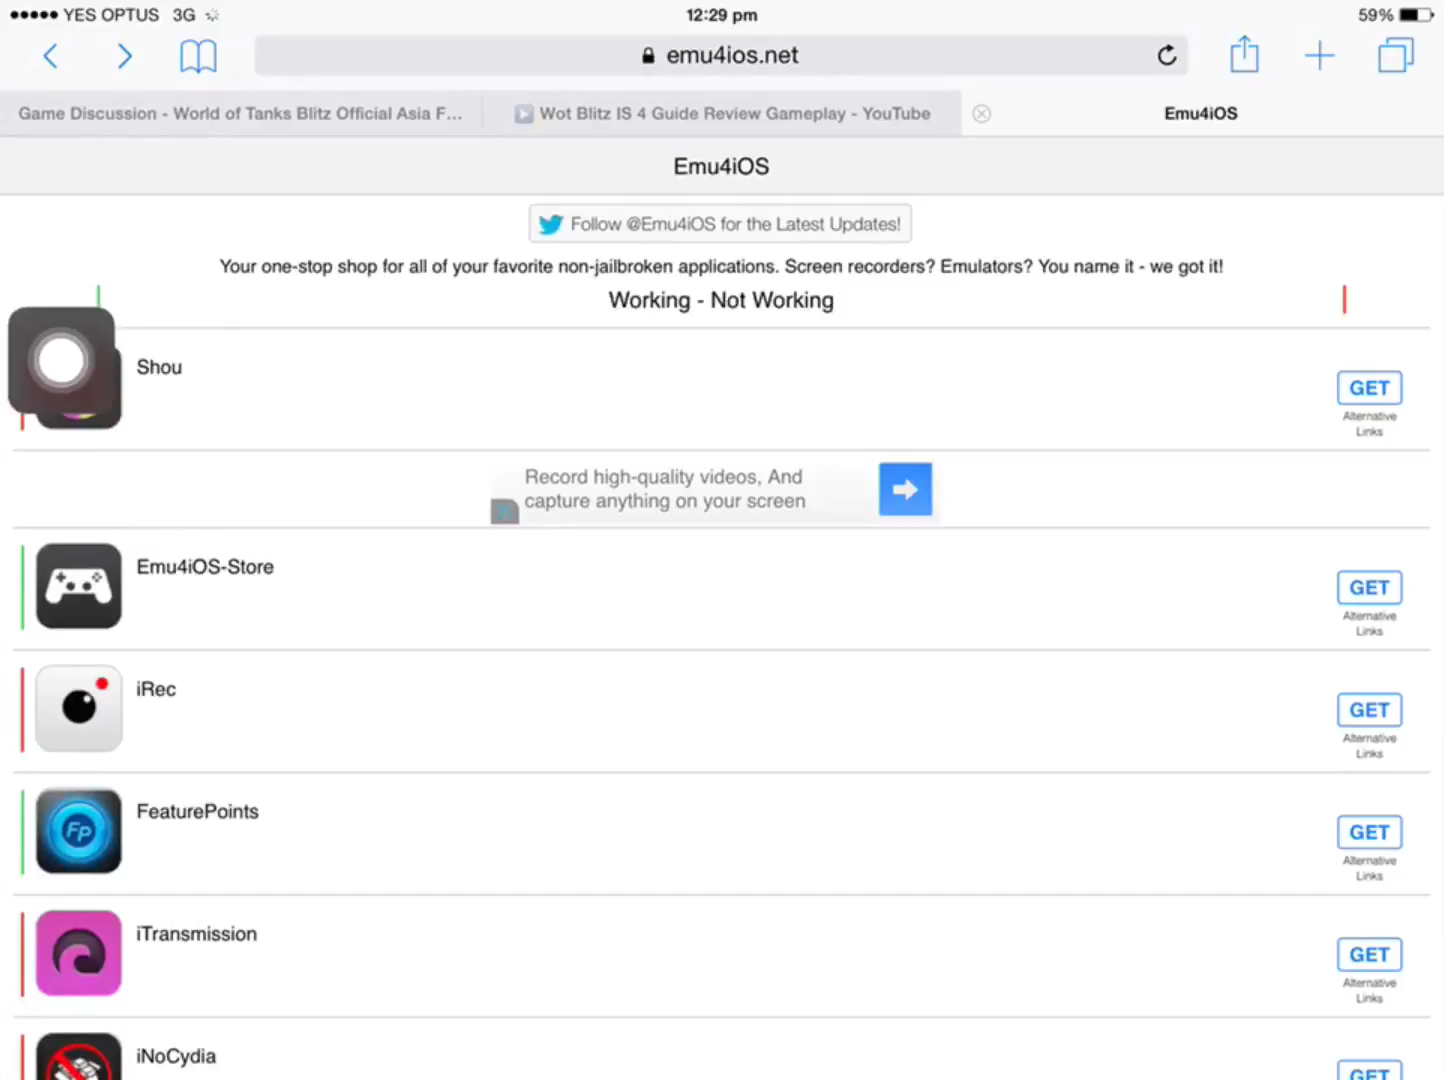 YES OPTUS 3G 12:29 pm 59%
emu4ios.net
Game Discussion - World of Tanks Blitz Official Asia F... Wot Blitz IS 4 Guide Review Gameplay - YouTube Emu4iOS
Emu4iOS
Follow @Emu4iOS for the Latest Updates!
Your one-stop shop for all of your favorite non-jailbroken applications. Screen recorders? Emulators? You name it - we got it!
Working - Not Working
Shou
GET
Alternative
Links
Record high-quality videos, And
capture anything on your screen
Emu4iOS-Store
GET
Alternative
Links
iRec
GET
Alternative
Links
FeaturePoints
Fp
GET
Alternative
Links
iTransmission
GET
Alternative
Links
iNoCydia
GET